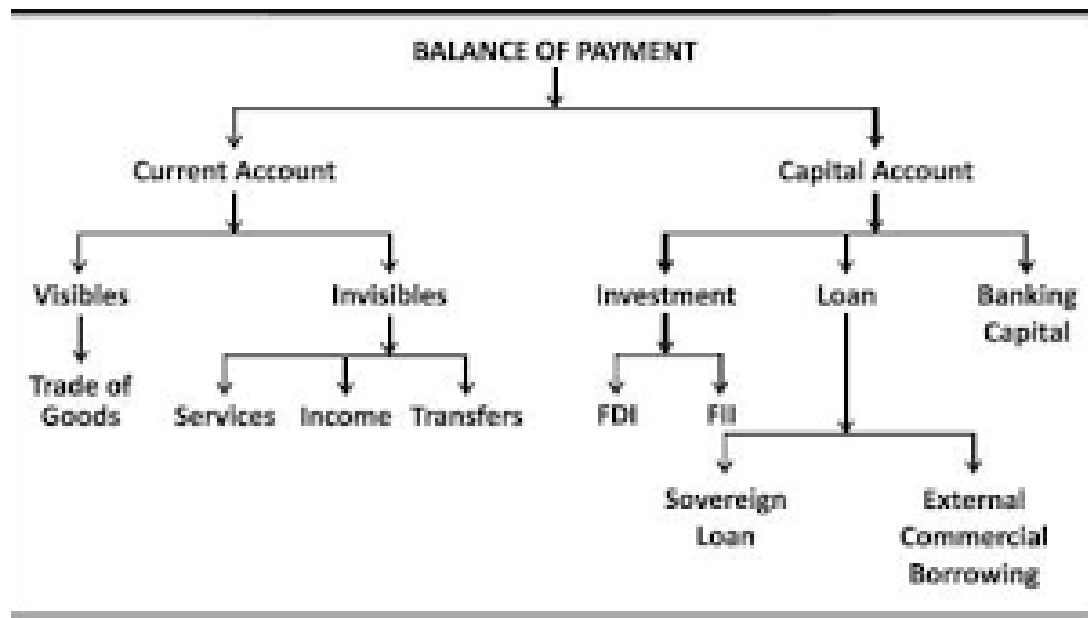 BALANCE OF PAYMENT
Current Account
Capital Account
Visibles
Invisibles
Investment
Loan
Banking
Capital
Trade of
Goods
Services
Income
Transfers
FDI
FII
Sovereign
Loan
External
Commercial
Borrowing